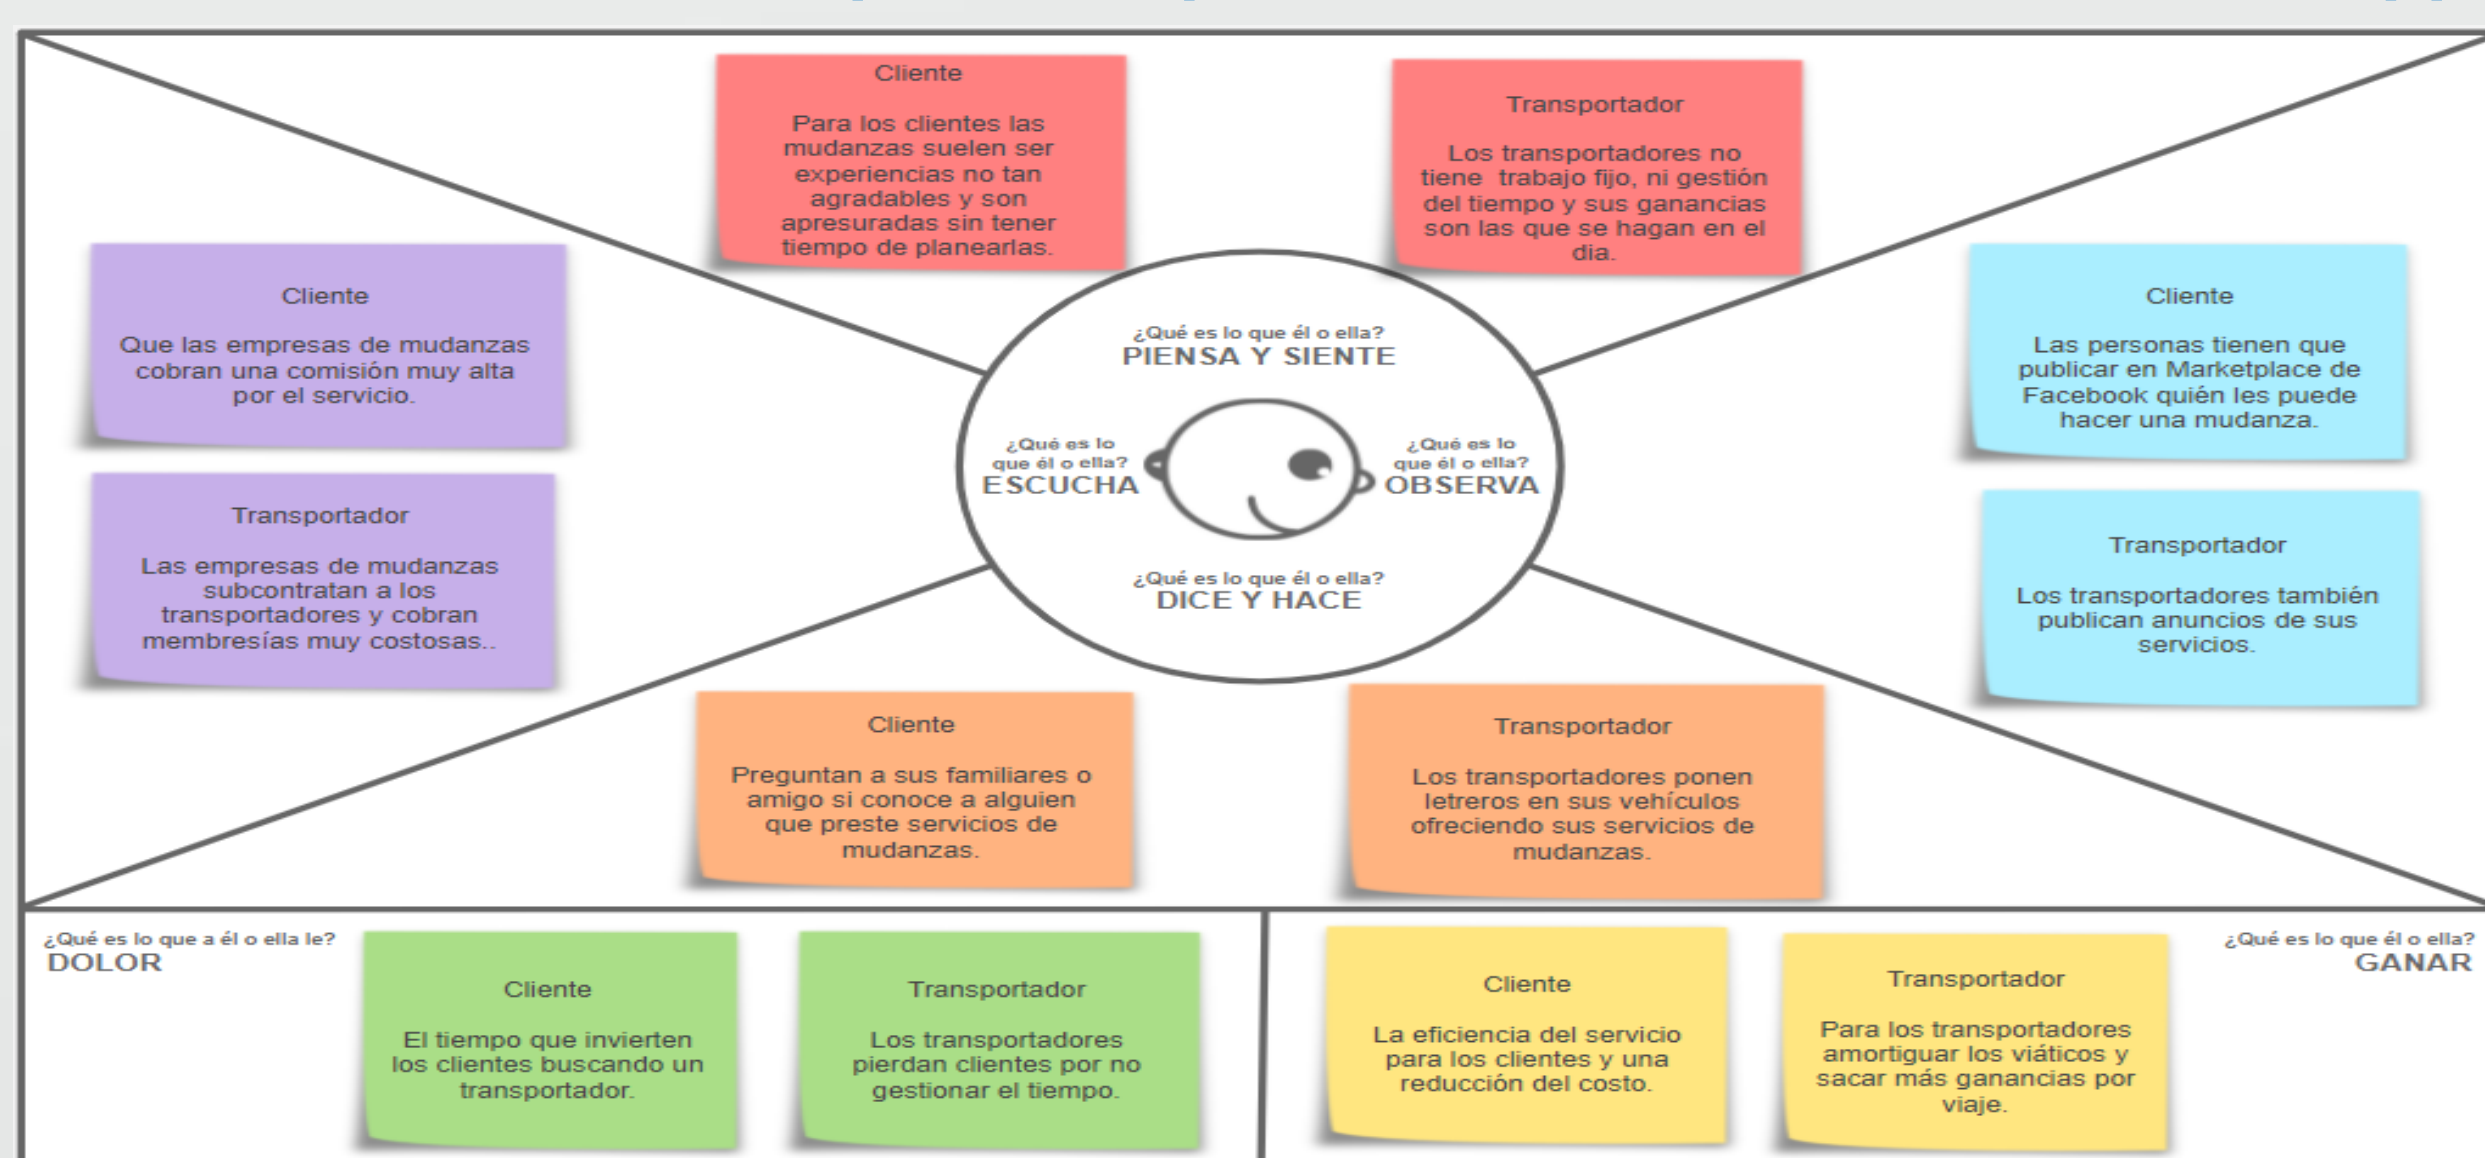 Cliente
Para los clientes las
mudanzas suelen ser
experiencias no tan
agradables y son
apresuradas sin tener
tiempo de planearlas.
Transportador
Los transportadores no
tiene trabajo fijo, ni gestión
del tiempo y sus ganancias
son las que se hagan en el
dia.
Cliente
Que las empresas de mudanzas
cobran una comisión muy alta
por el servicio.
Transportador
Las empresas de mudanzas
subcontratan a los
transportadores y cobran
membresías muy costosas..
¿Qué es lo que él o ella?
PIENSA Y SIENTE
¿Qué es lo
que él o ella?
ESCUCHA
¿Qué es lo
que él o ella?
OBSERVA
¿Qué es lo que él o ella?
DICE Y HACE
Cliente
Las personas tienen que
publicar en Marketplace de
Facebook quién les puede
hacer una mudanza.
Transportador
Los transportadores también
publican anuncios de sus
servicios.
Cliente
Preguntan a sus familiares o
amigo si conoce a alguien
que preste servicios de
mudanzas.
Transportador
Los transportadores ponen
letreros en sus vehículos
ofreciendo sus servicios de
mudanzas.
¿Qué es lo que a él o ella le?
DOLOR
Cliente
El tiempo que invierten
los clientes buscando un
transportador.
Transportador
Los transportadores
pierdan clientes por no
gestionar el tiempo.
Cliente
La eficiencia del servicio
para los clientes y una
reducción del costo.
Transportador
Para los transportadores
amortiguar los viáticos y
sacar más ganancias por
viaje.
¿Qué es lo que él o ella?
GANAR